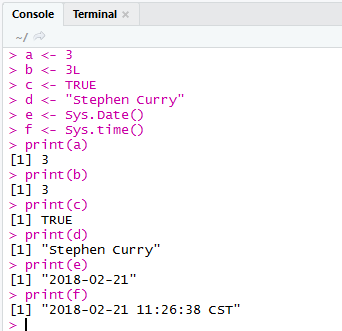 Console Terminal ×
~/
> a <- 3
> b <- 3L
> c <- TRUE
> d <- "Stephen Curry"
> e <- Sys.Date()
> f <- Sys.time()
> print(a)
[1] 3
> print(b)
[1] 3
> print(c)
[1] TRUE
> print(d)
[1] "Stephen Curry"
> print(e)
[1] "2018-02-21"
> print(f)
[1] "2018-02-21 11:26:38 CST"
>